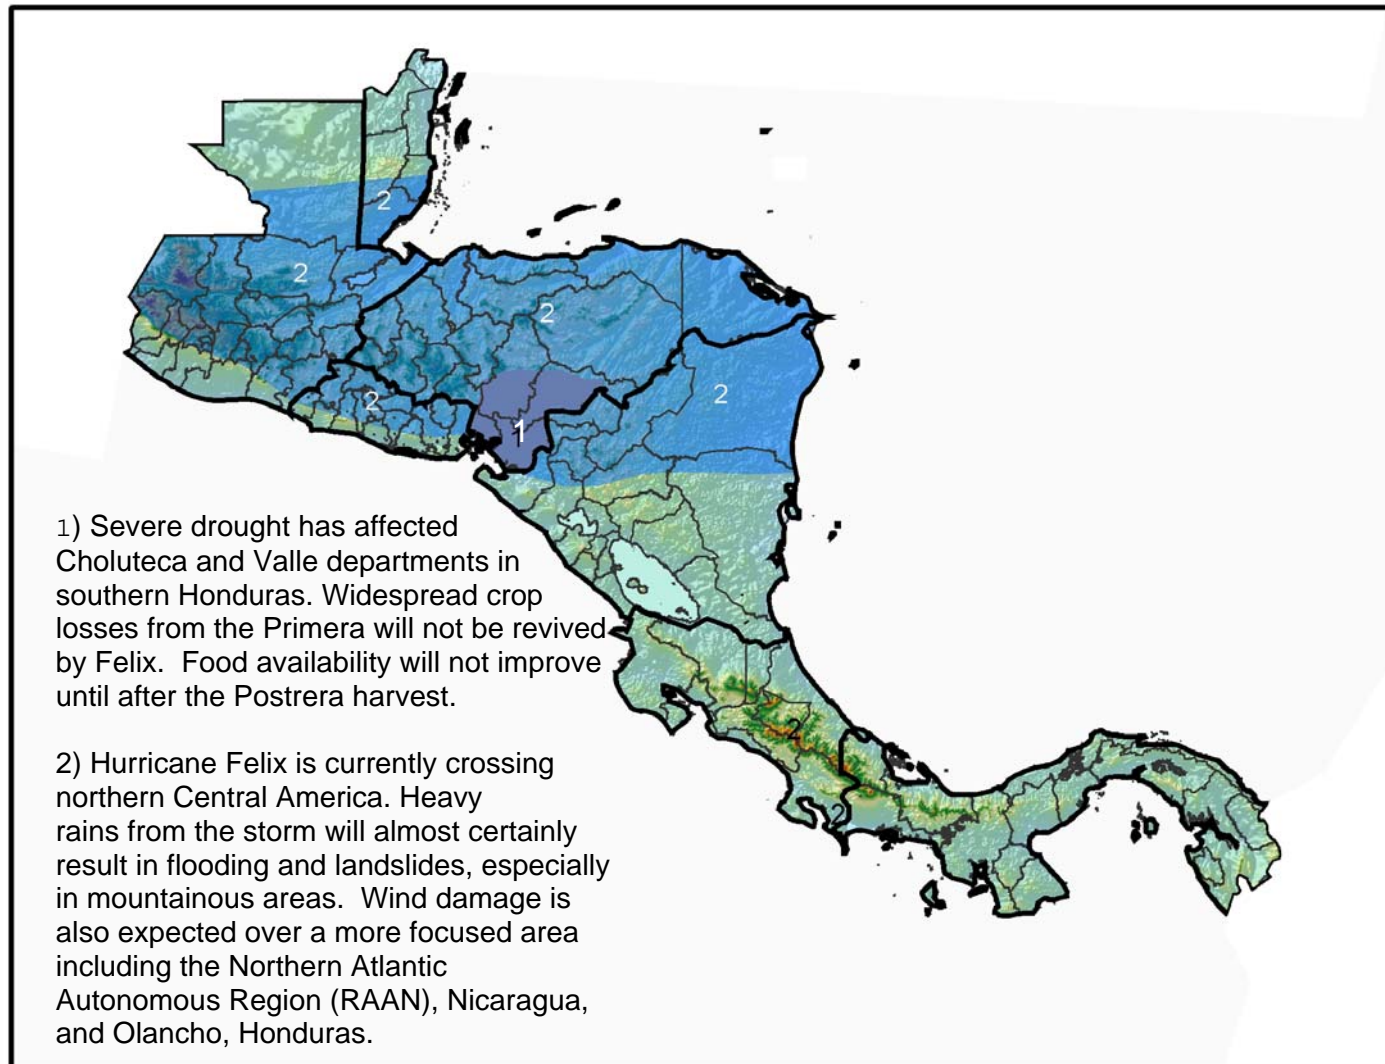 2
2
2
2
2
1
1) Severe drought has affected
Choluteca and Valle departments in
southern Honduras. Widespread crop
losses from the Primera will not be revived
by Felix.  Food availability will not improve
until after the Postrera harvest.
2
2) Hurricane Felix is currently crossing
northern Central America. Heavy
rains from the storm will almost certainly
result in flooding and landslides, especially
in mountainous areas.  Wind damage is
also expected over a more focused area
including the Northern Atlantic
Autonomous Region (RAAN), Nicaragua,
and Olancho, Honduras.
2